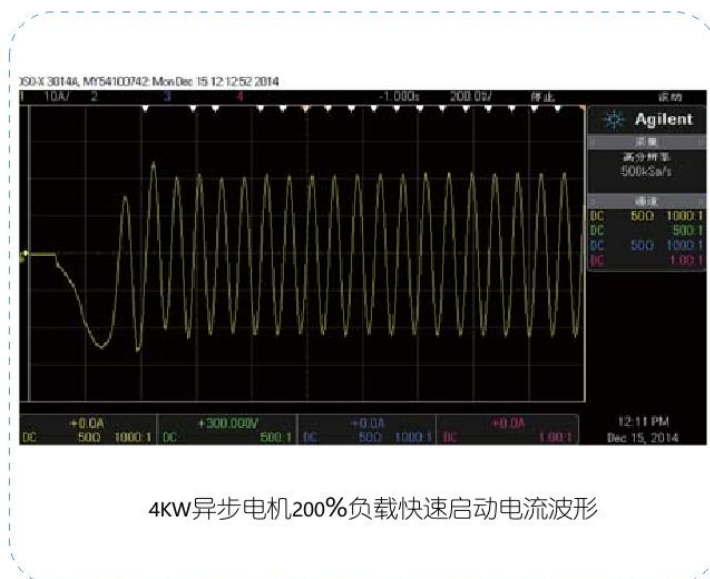 DSO-X 3014A, MY54100742: Mon Dec 15 12:12:52 2014
1 10A/ 2 3 4 -1.000s 200.0㎳/ 停止
Agilent
采集
高分辨率
500kSa/s
通道
DC 50Ω 1000:1
DC 500:1
DC 50Ω 1000:1
DC 1.00:1
+0.0A +300.000V +0.0A +0.0A
DC 50Ω 1000:1 DC 500:1 DC 50Ω 1000:1 DC 1.00:1
12:11 PM
Dec 15, 2014
4KW异步电机200%负载快速启动电流波形